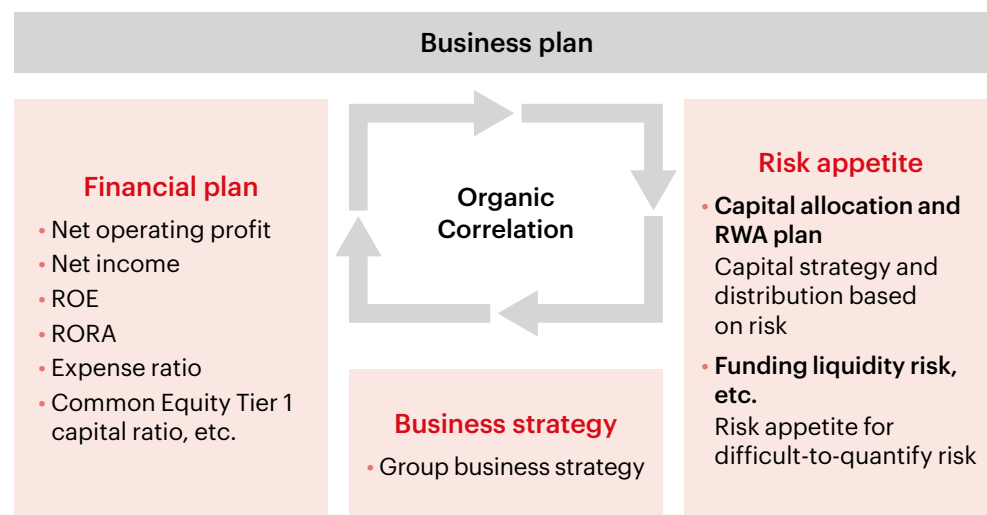 Business plan
Financial plan
• Net operating profit
• Net income
• ROE
• RORA
• Expense ratio
• Common Equity Tier 1
capital ratio, etc.
Organic
Correlation
Business strategy
• Group business strategy
Risk appetite
• Capital allocation and
RWA plan
Capital strategy and
distribution based
on risk
• Funding liquidity risk,
etc.
Risk appetite for
difficult-to-quantify risk